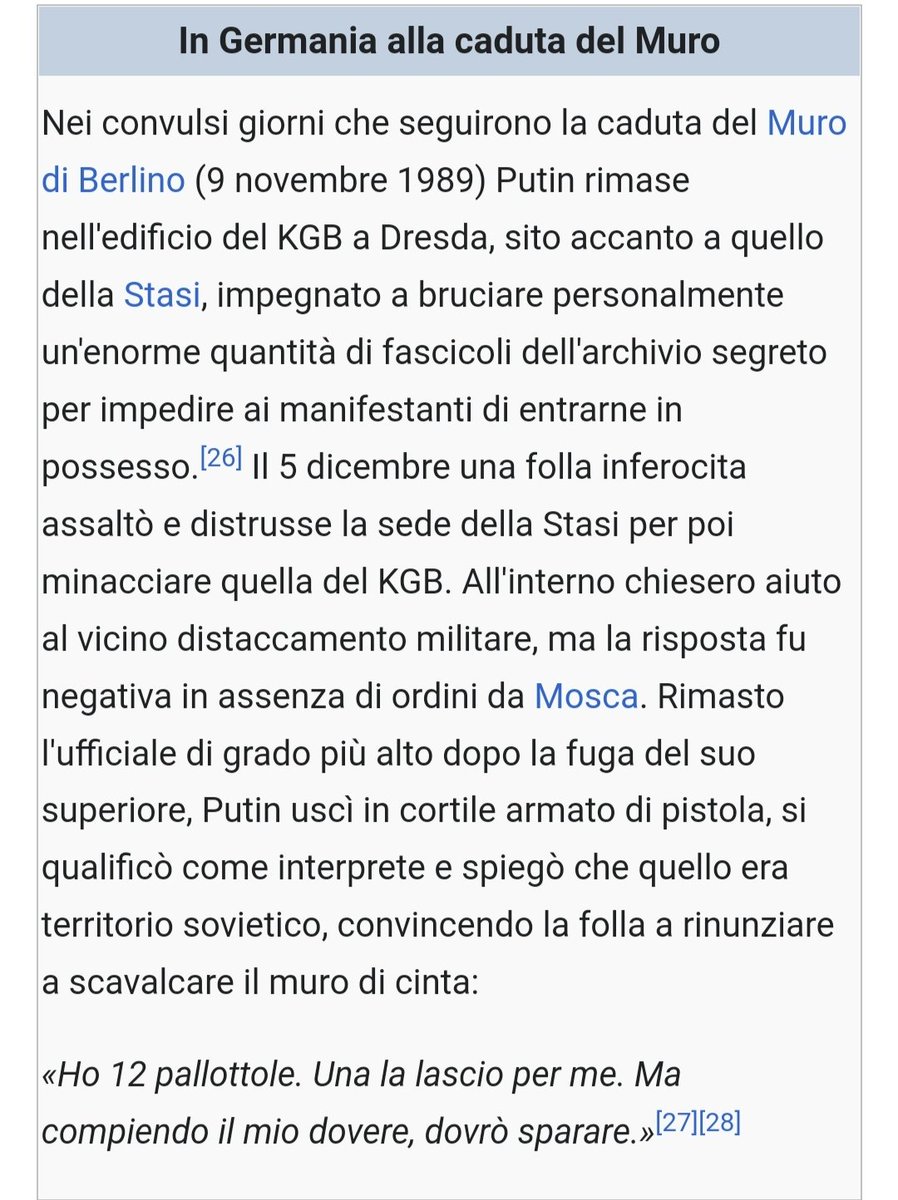 In Germania alla caduta del Muro
Nei convulsi giorni che seguirono la caduta del Muro
di Berlino (9 novembre 1989) Putin rimase
nell'edificio del KGB a Dresda, sito accanto a quello
della Stasi, impegnato a bruciare personalmente
un'enorme quantità di fascicoli dell'archivio segreto
per impedire ai manifestanti di entrarne in
possesso.[26] Il 5 dicembre una folla inferocita
assaltò e distrusse la sede della Stasi per poi
minacciare quella del KGB. All'interno chiesero aiuto
al vicino distaccamento militare, ma la risposta fu
negativa in assenza di ordini da Mosca. Rimasto
l'ufficiale di grado più alto dopo la fuga del suo
superiore, Putin uscì in cortile armato di pistola, si
qualificò come interprete e spiegò che quello era
territorio sovietico, convincendo la folla a rinunziare
a scavalcare il muro di cinta:
«Ho 12 pallottole. Una la lascio per me. Ma
compiendo il mio dovere, dovrò sparare.»[27][28]